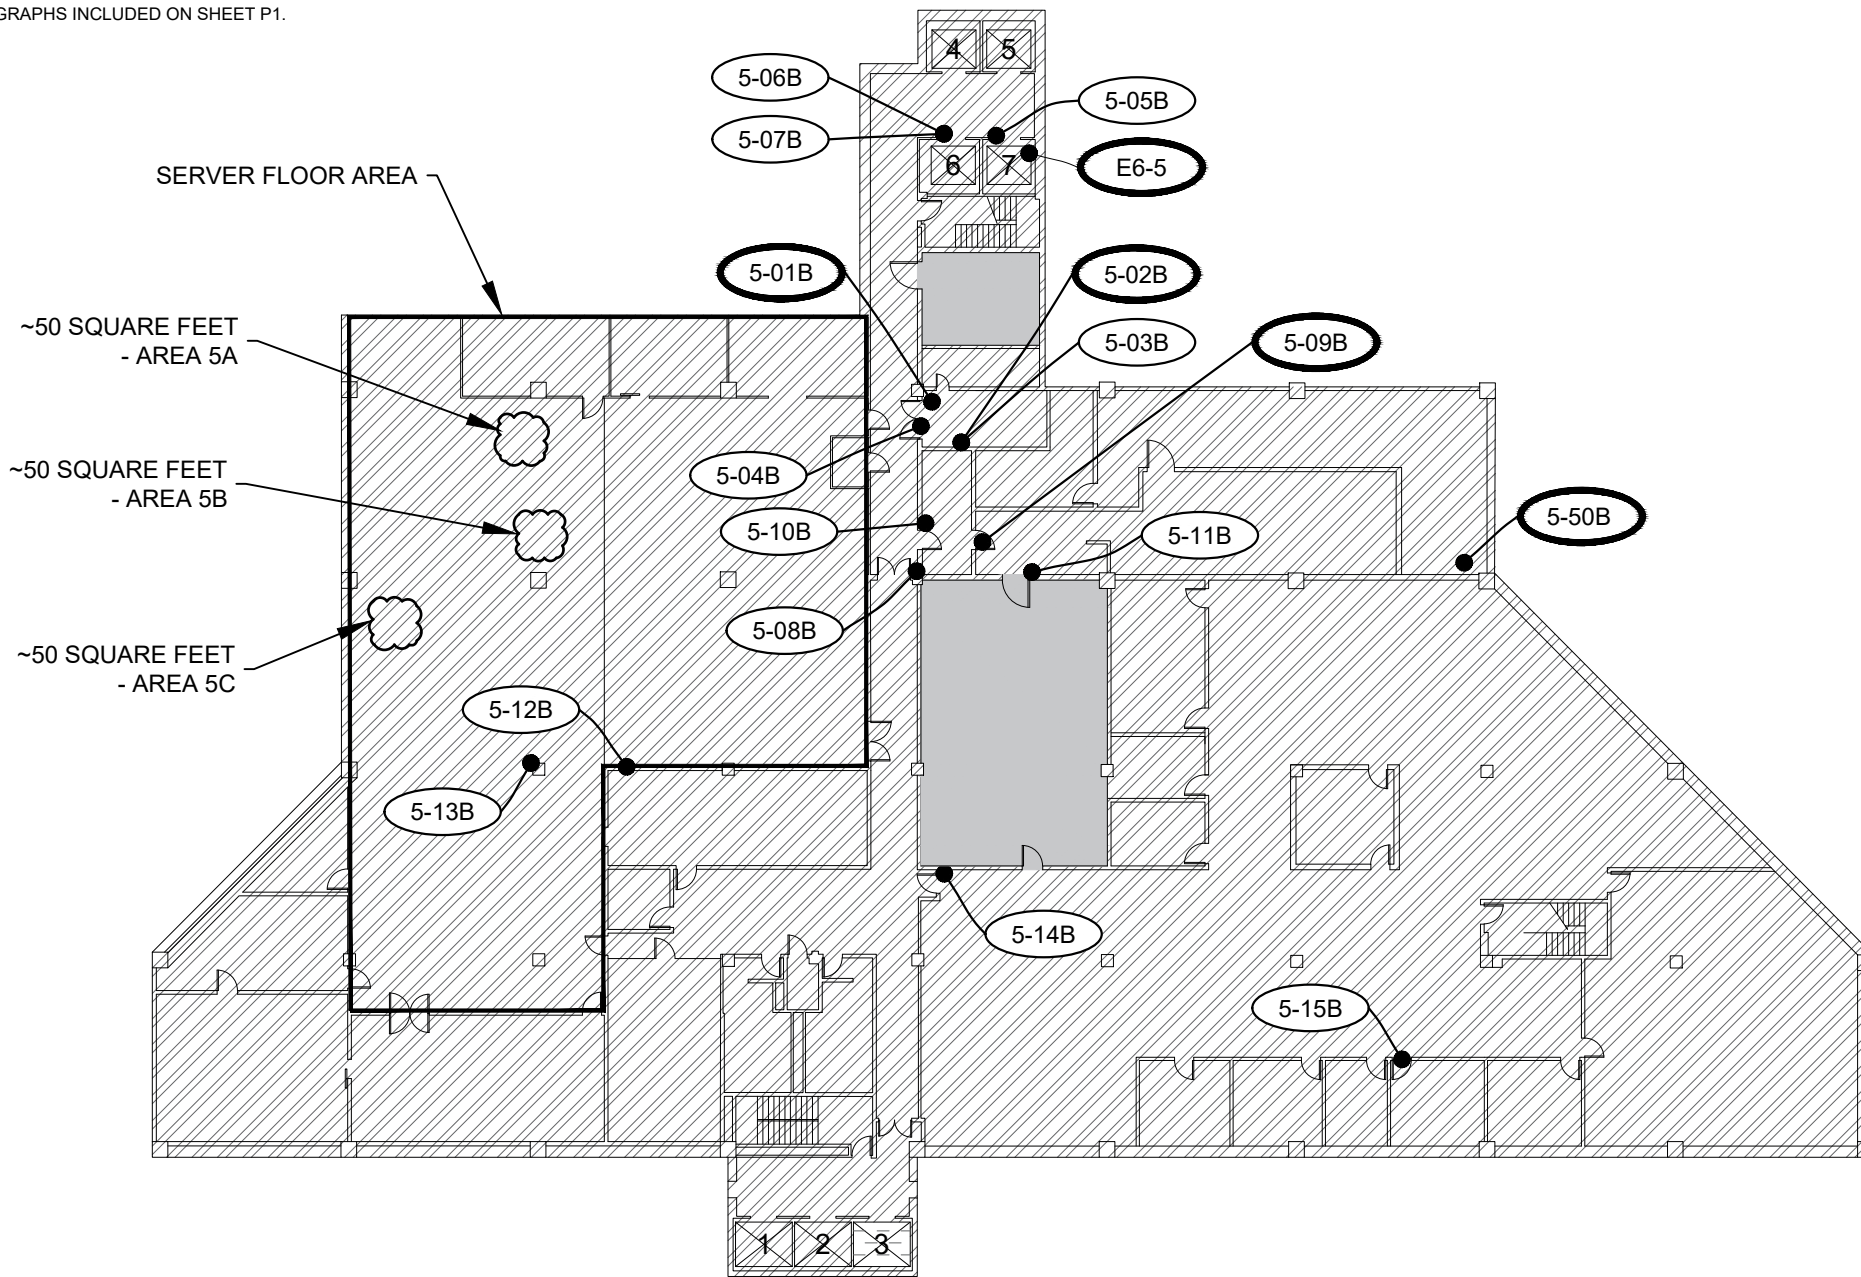 GRAPHS INCLUDED ON SHEET P1.
4
5
5-06B
5-05B
5-07B
6
7
E6-5
SERVER FLOOR AREA
5-01B
5-02B
~50 SQUARE FEET
- AREA 5A
5-03B
5-09B
~50 SQUARE FEET
- AREA 5B
5-04B
5-10B
5-11B
5-50B
5-08B
~50 SQUARE FEET
- AREA 5C
5-12B
5-13B
5-14B
5-15B
1
2
3